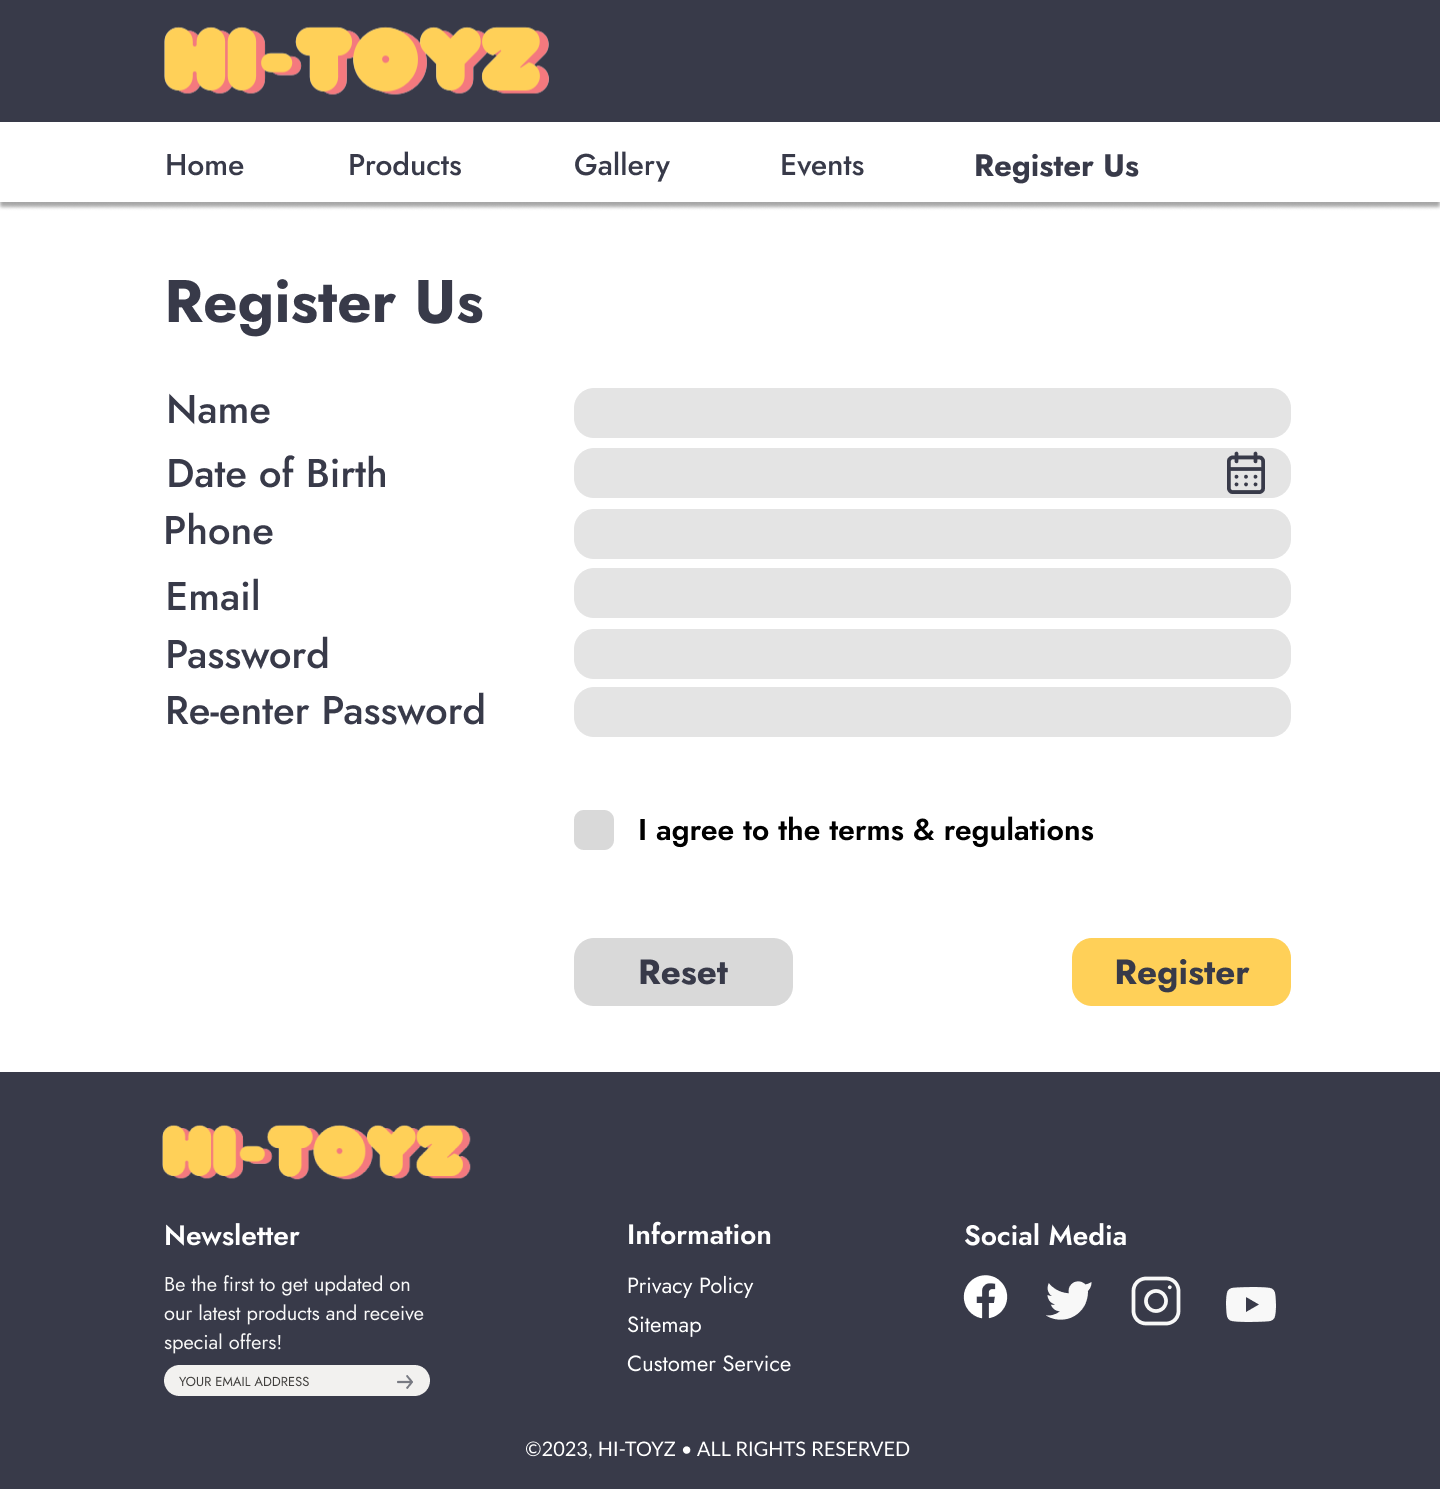 HI-TOYZ
Home Products Gallery Events Register Us
Register Us
Name
Date of Birth
Phone
Email
Password
Re-enter Password
I agree to the terms & regulations
Reset Register
HI-TOYZ
Newsletter
Be the first to get updated on
our latest products and receive
special offers!
YOUR EMAIL ADDRESS
Information
Privacy Policy
Sitemap
Customer Service
Social Media
©2023, HI-TOYZ • ALL RIGHTS RESERVED